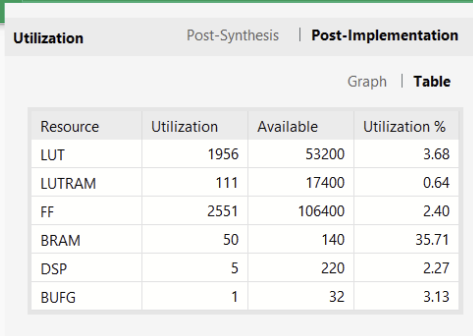 Utilization Post-Synthesis | Post-Implementation
Graph | Table
Resource Utilization Available Utilization %
LUT 1956 53200 3.68
LUTRAM 111 17400 0.64
FF 2551 106400 2.40
BRAM 50 140 35.71
DSP 5 220 2.27
BUFG 1 32 3.13